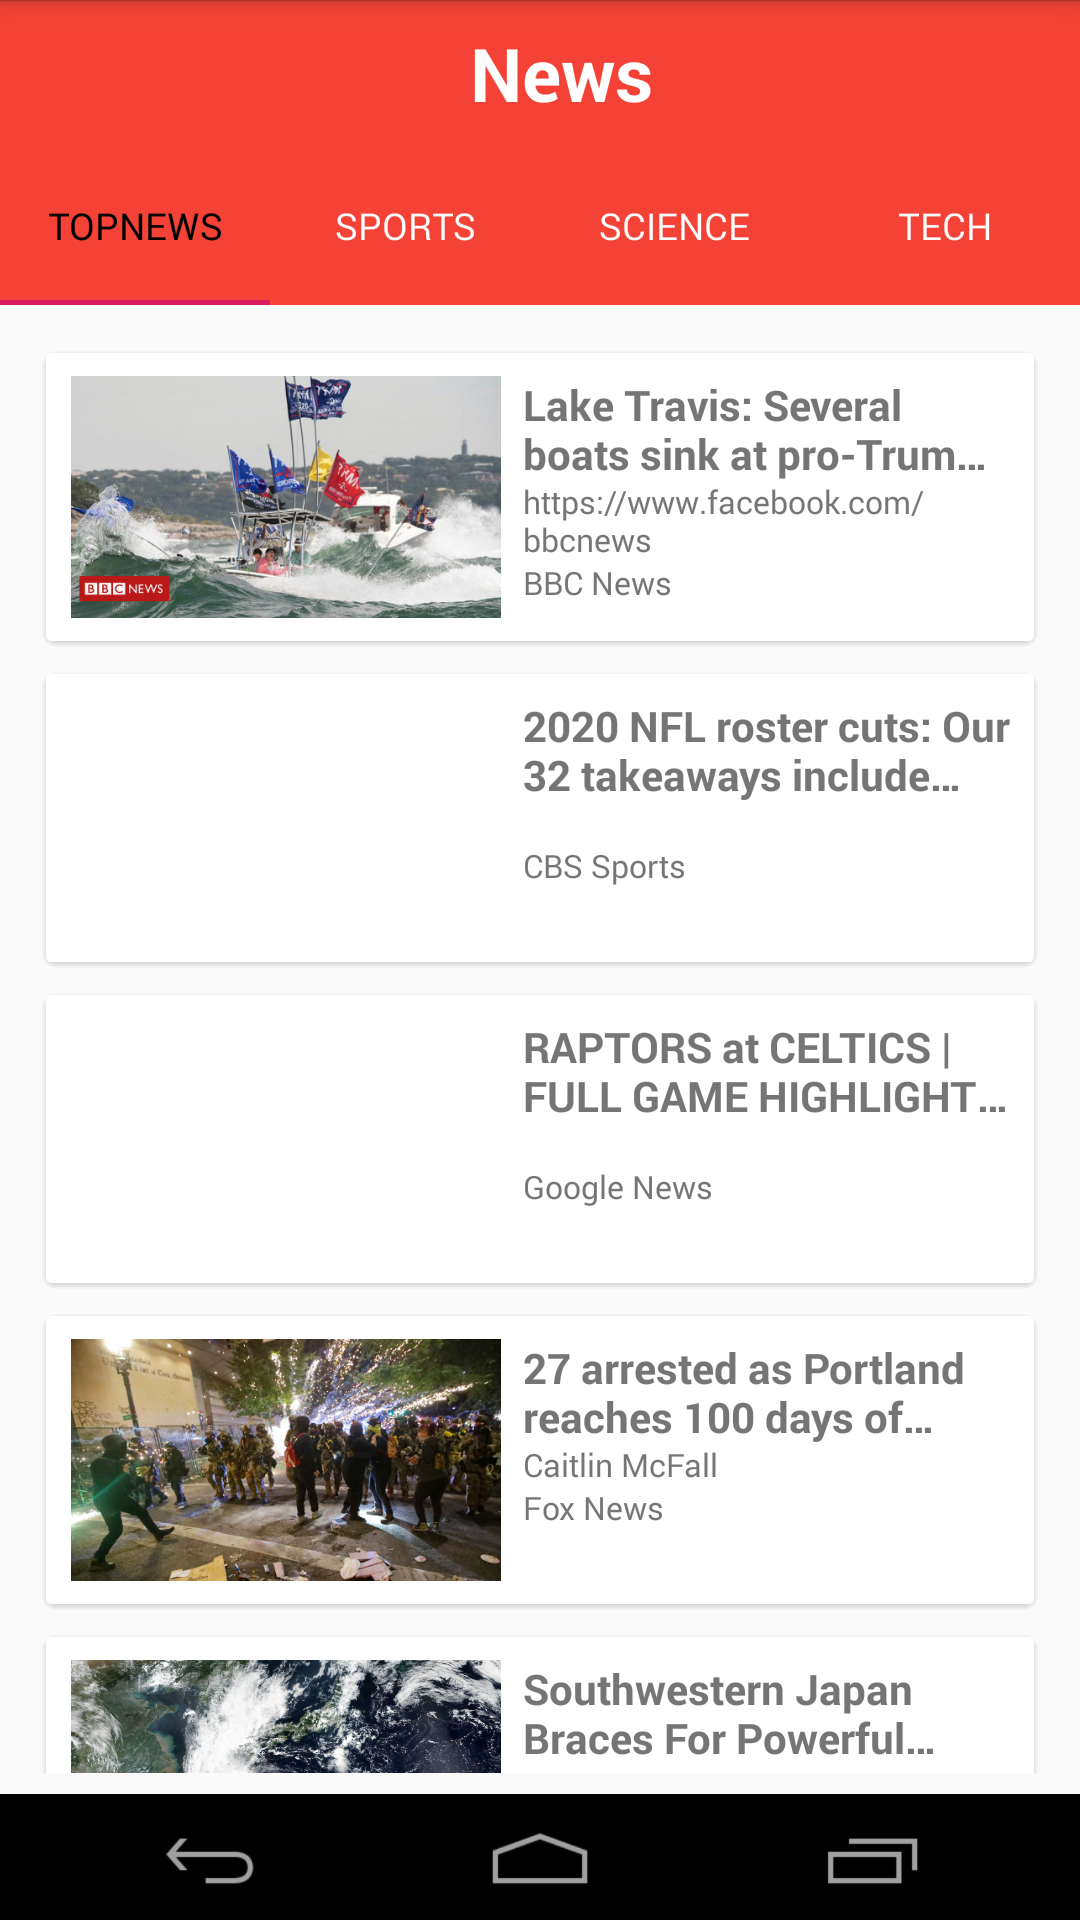 News
TOPNEWS SPORTS SCIENCE TECH
Lake Travis: Several
boats sink at pro-Trum...
https://www.facebook.com/
bbcnews
BBC News
BBC NEWS
2020 NFL roster cuts: Our
32 takeaways include...
CBS Sports
RAPTORS at CELTICS |
FULL GAME HIGHLIGHT...
Google News
27 arrested as Portland
reaches 100 days of...
Caitlin McFall
Fox News
Southwestern Japan
Braces For Powerful...